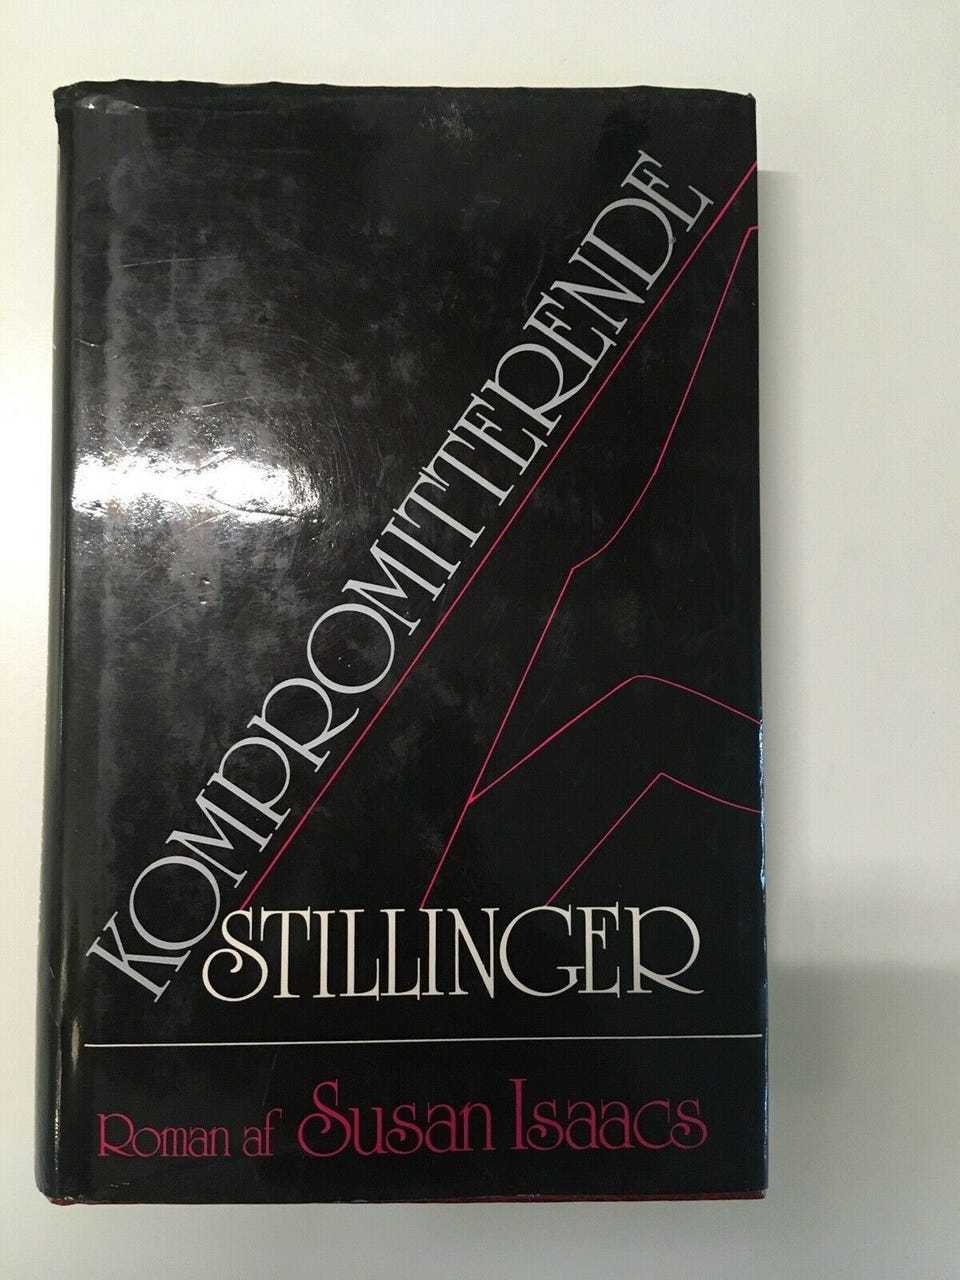 KOMPROMITTERENDE
STILLINGER
Roman af Susan Isaacs